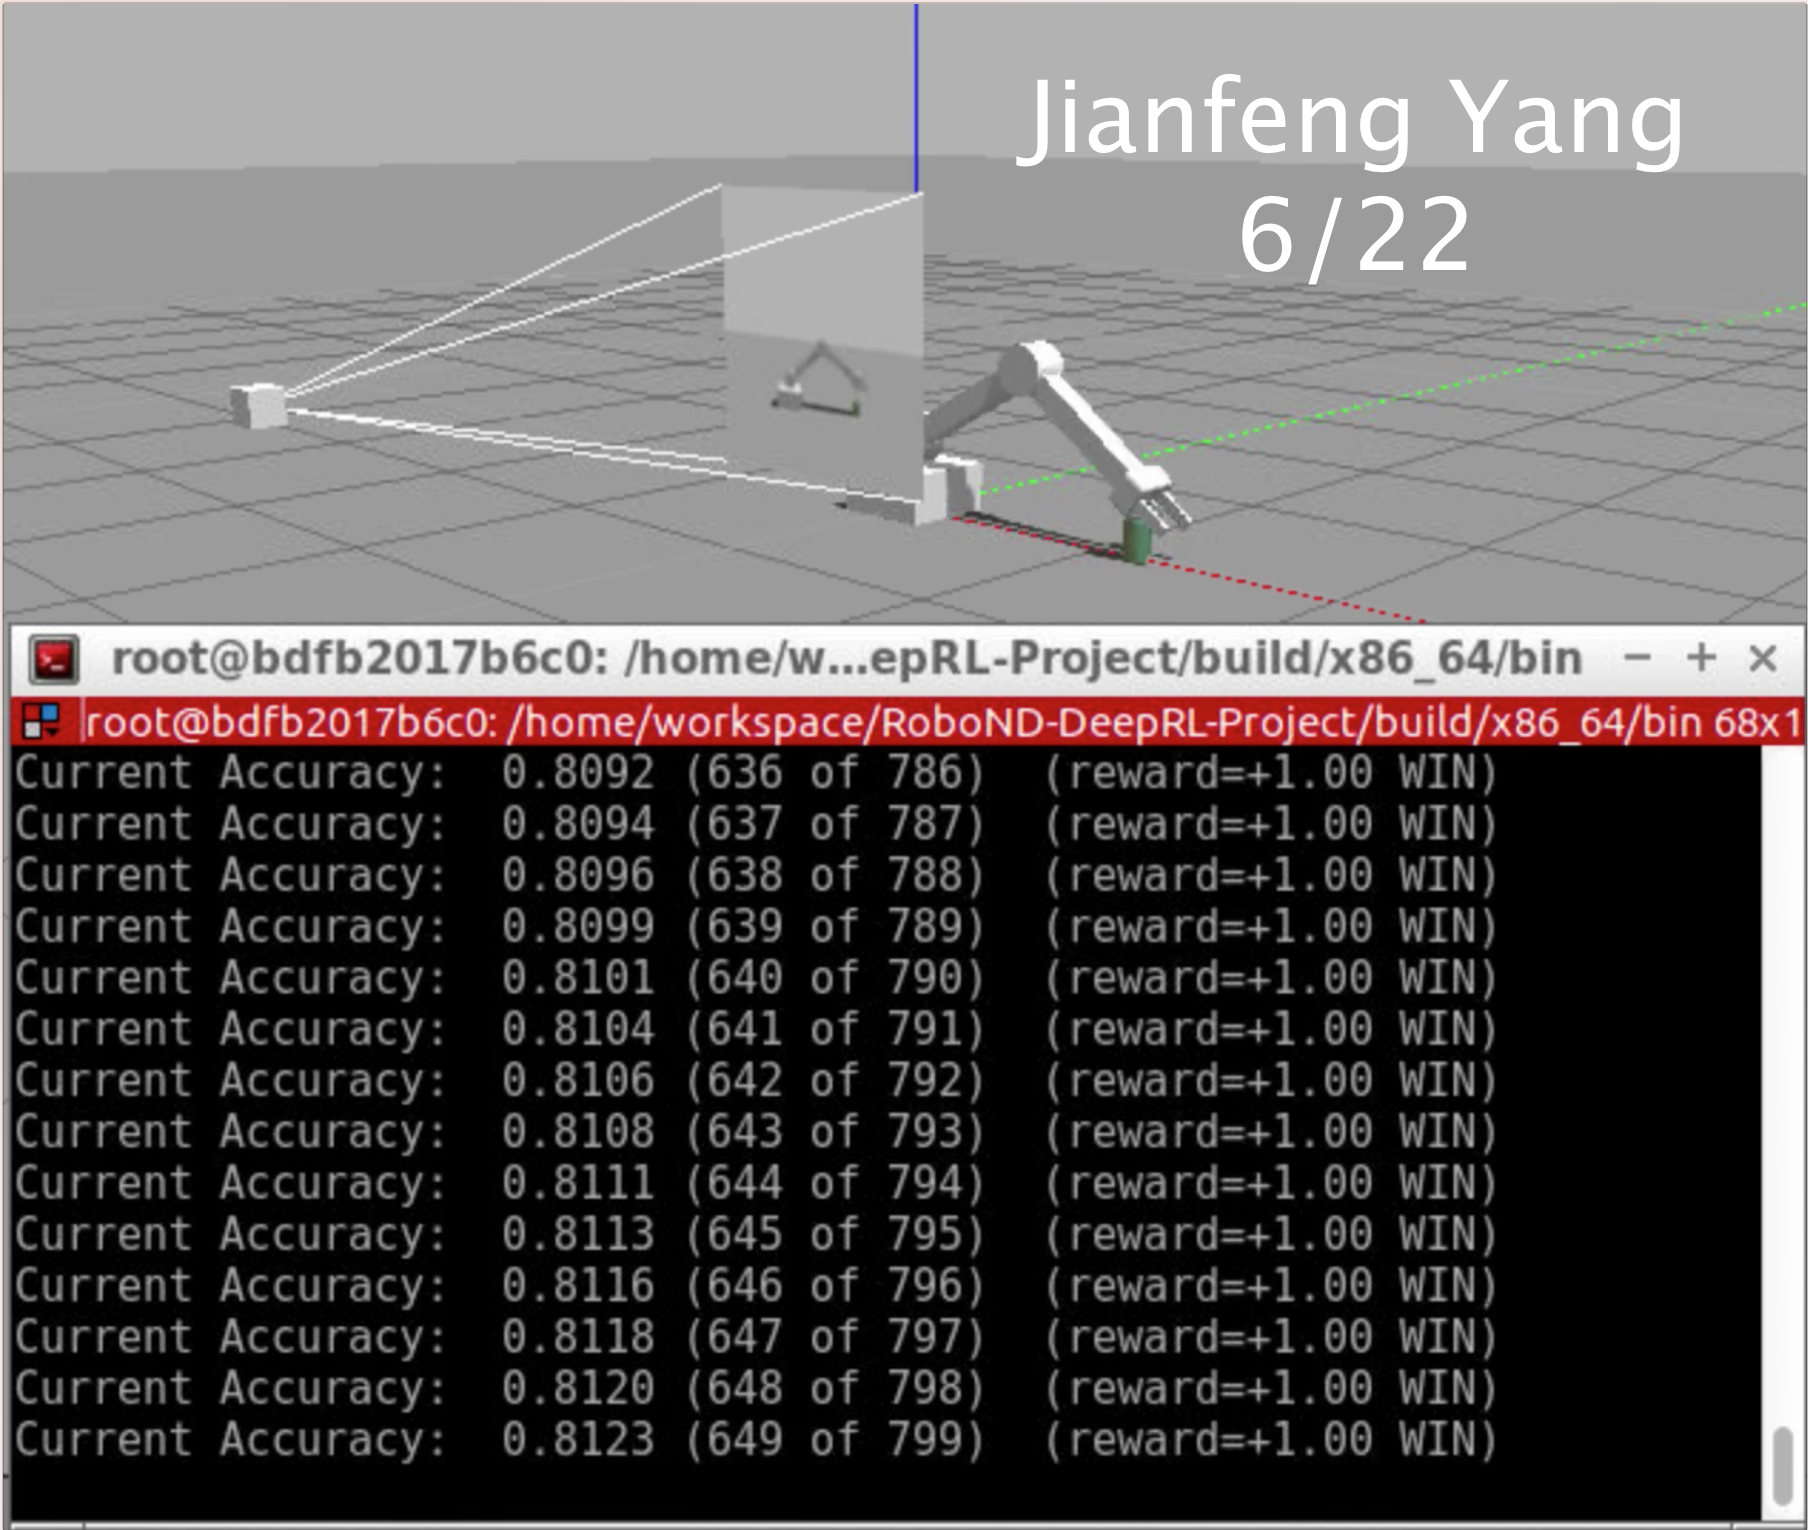 Jianfeng Yang
6/22
root@bdfb2017b6c0: /home/w...epRL-Project/build/x86_64/bin
root@bdfb2017b6c0: /home/workspace/RoboND-DeepRL-Project/build/x86_64/bin 68x1
Current Accuracy:  0.8092 (636 of 786)  (reward=+1.00 WIN)
Current Accuracy:  0.8094 (637 of 787)  (reward=+1.00 WIN)
Current Accuracy:  0.8096 (638 of 788)  (reward=+1.00 WIN)
Current Accuracy:  0.8099 (639 of 789)  (reward=+1.00 WIN)
Current Accuracy:  0.8101 (640 of 790)  (reward=+1.00 WIN)
Current Accuracy:  0.8104 (641 of 791)  (reward=+1.00 WIN)
Current Accuracy:  0.8106 (642 of 792)  (reward=+1.00 WIN)
Current Accuracy:  0.8108 (643 of 793)  (reward=+1.00 WIN)
Current Accuracy:  0.8111 (644 of 794)  (reward=+1.00 WIN)
Current Accuracy:  0.8113 (645 of 795)  (reward=+1.00 WIN)
Current Accuracy:  0.8116 (646 of 796)  (reward=+1.00 WIN)
Current Accuracy:  0.8118 (647 of 797)  (reward=+1.00 WIN)
Current Accuracy:  0.8120 (648 of 798)  (reward=+1.00 WIN)
Current Accuracy:  0.8123 (649 of 799)  (reward=+1.00 WIN)